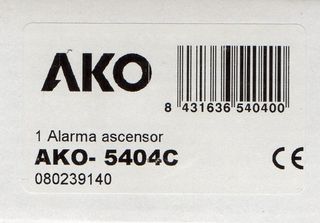 AKO
8 431636 540400
1 Alarma ascensor
AKO- 5404C
CE
080239140